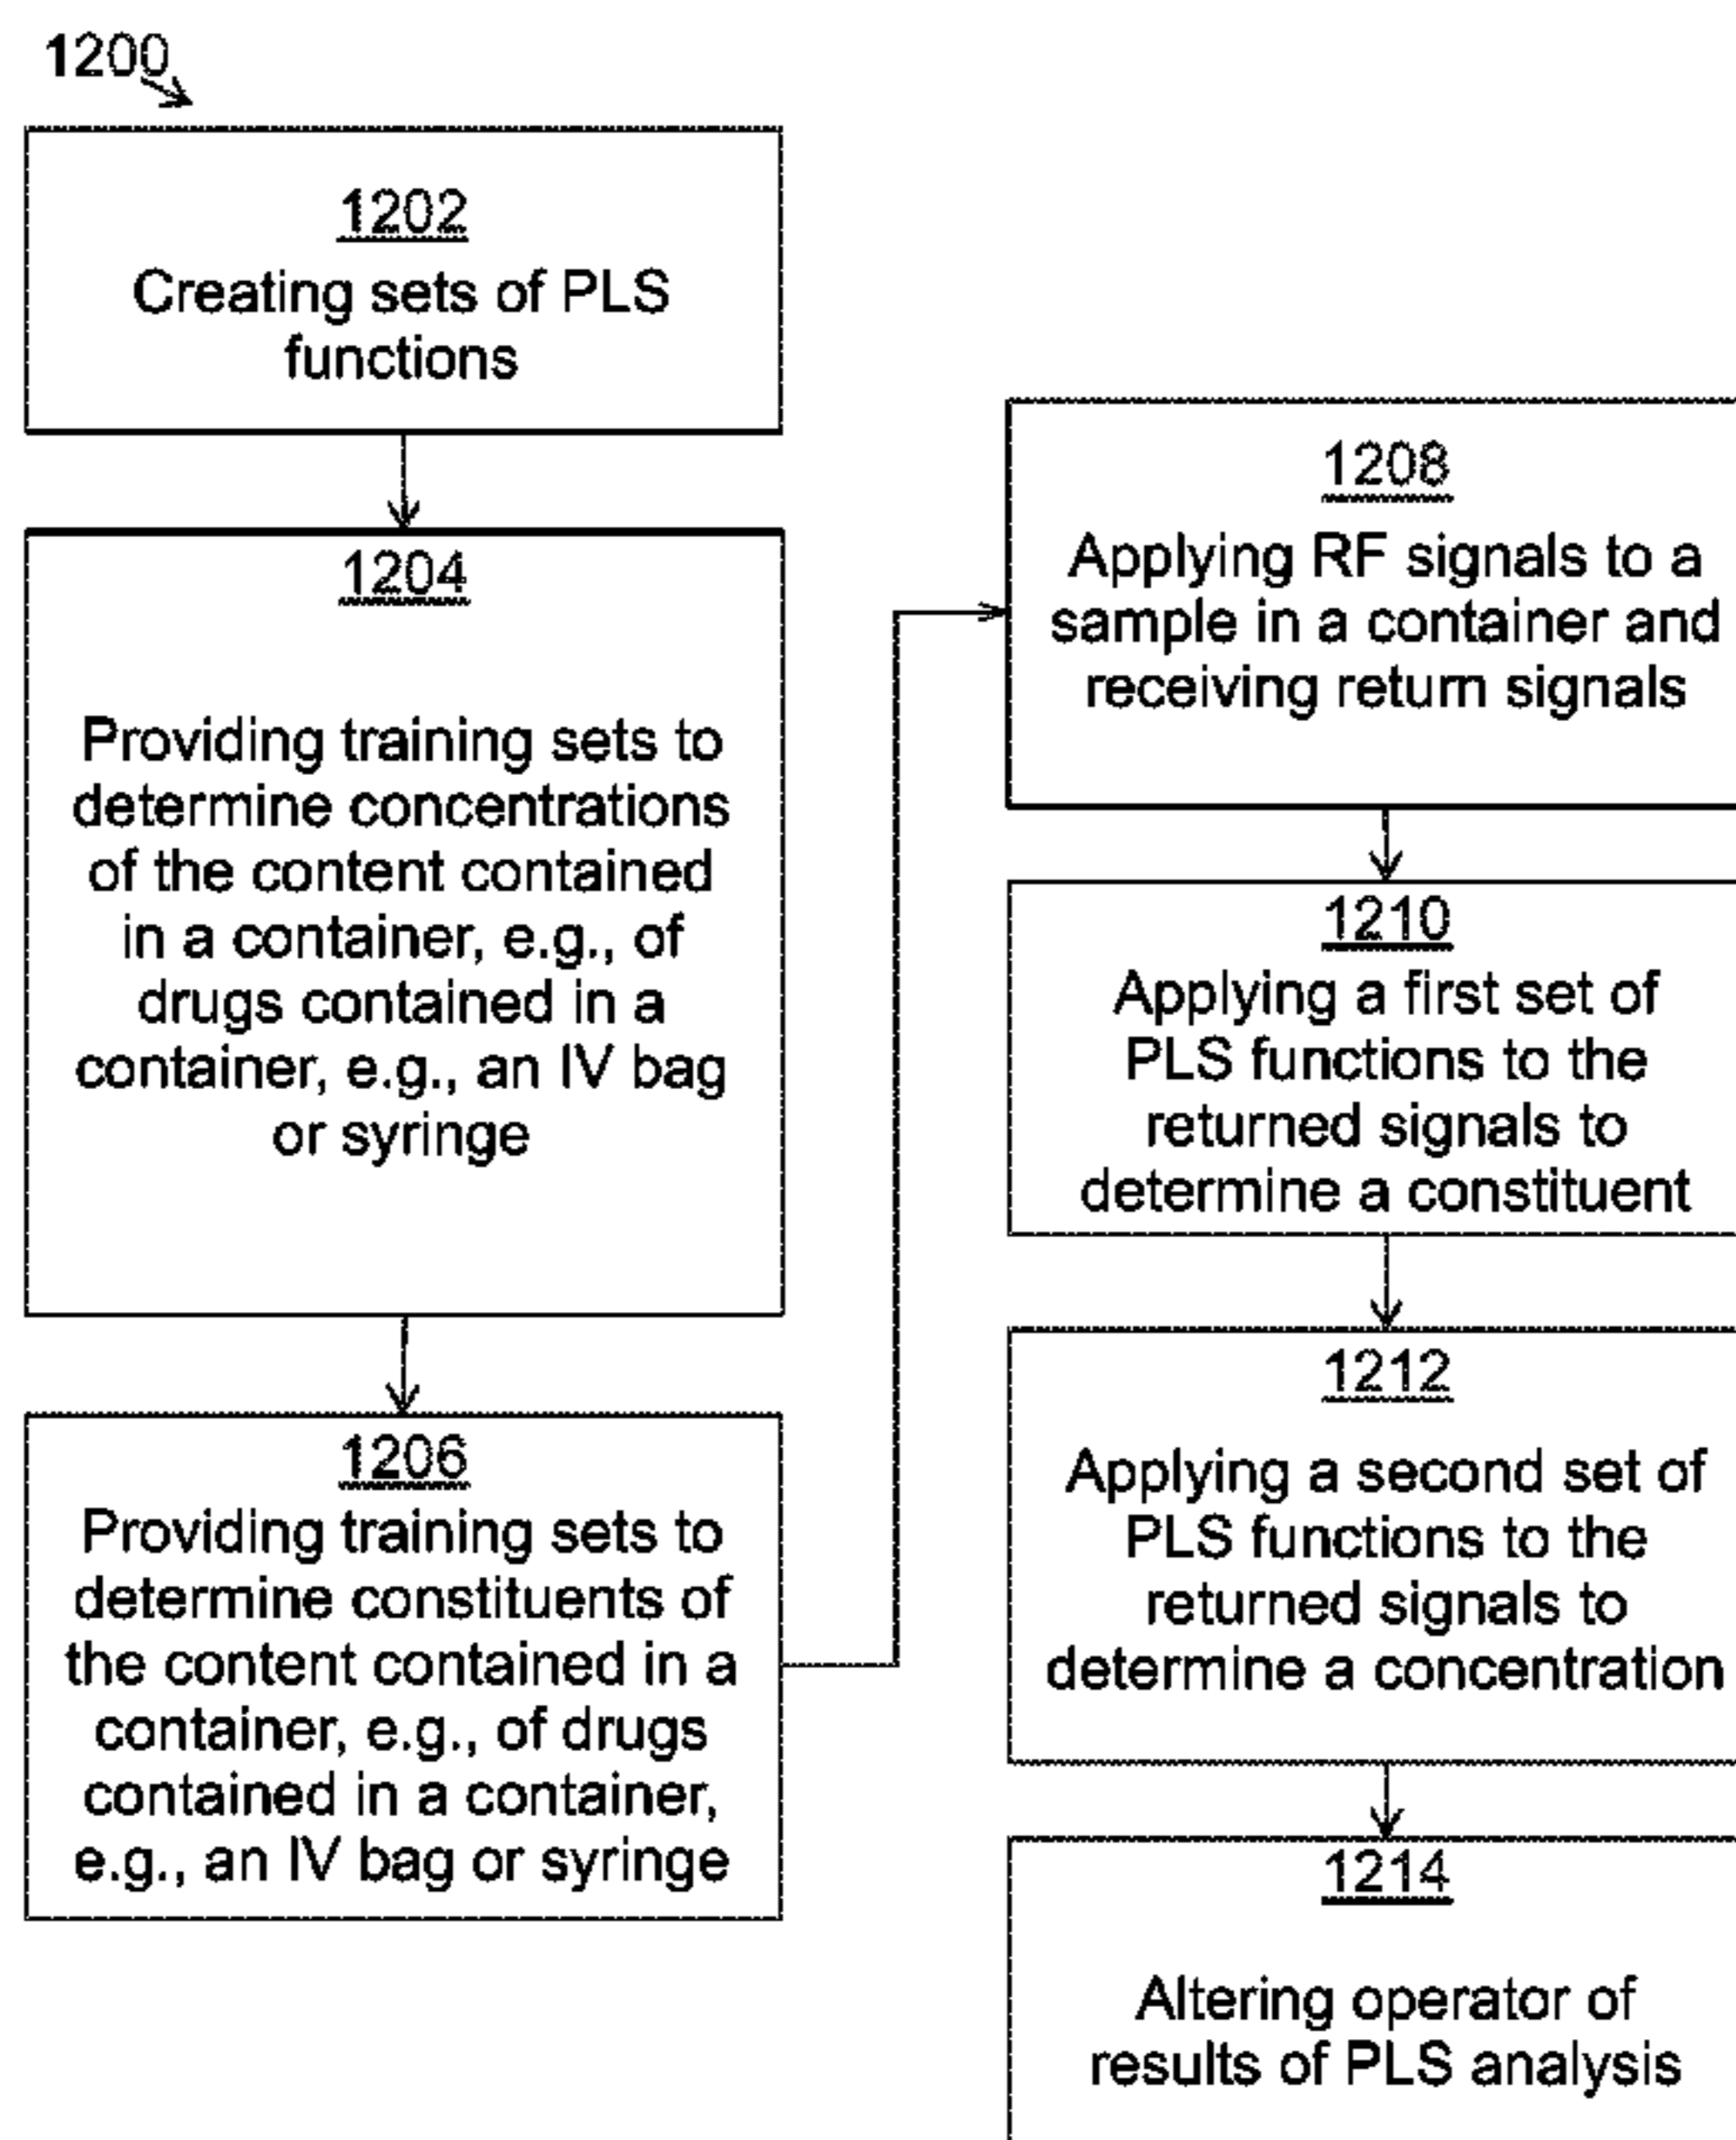 1200
1202
Creating sets of PLS
functions
1204
Providing training sets to
determine concentrations
of the content contained
in a container, e.g., of
drugs contained in a
container, e.g., an IV bag
or syringe
1206
Providing training sets to
determine constituents of
the content contained in a
container, e.g., of drugs
contained in a container,
e.g., an IV bag or syringe
1208
Applying RF signals to a
sample in a container and
receiving return signals
1210
Applying a first set of
PLS functions to the
returned signals to
determine a constituent
1212
Applying a second set of
PLS functions to the
returned signals to
determine a concentration
1214
Altering operator of
results of PLS analysis